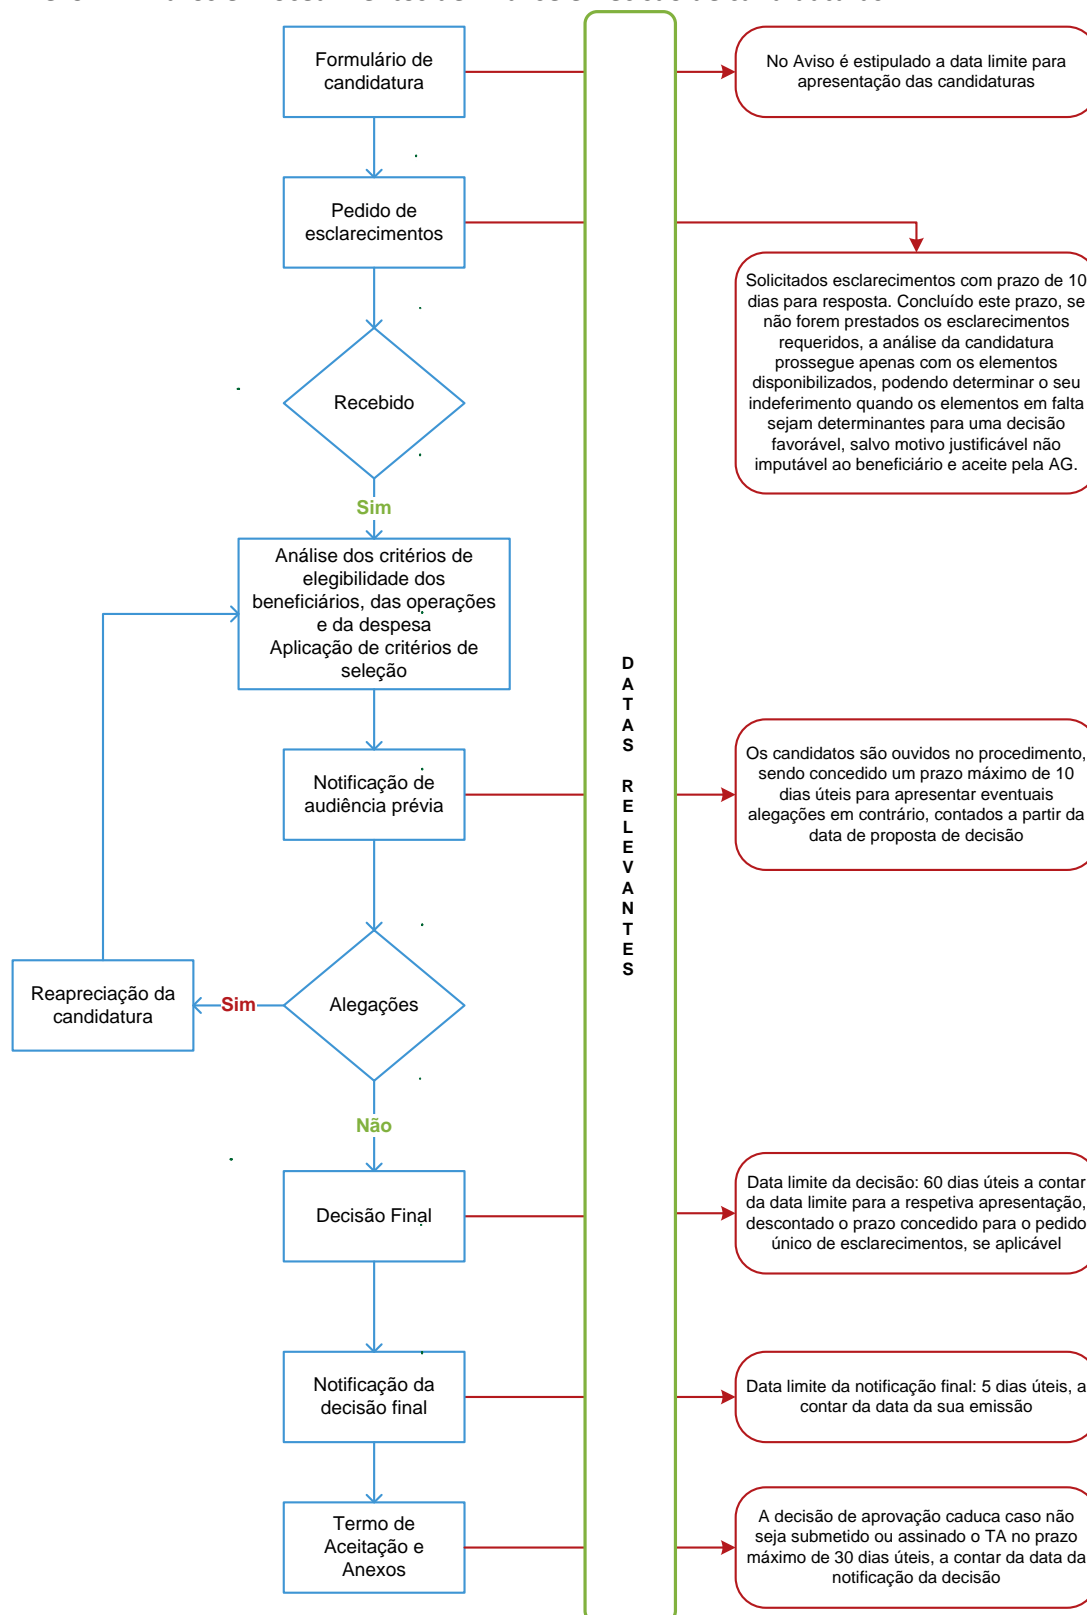 Formulário de
candidatura
No Aviso é estipulado a data limite para
apresentação das candidaturas
Pedido de
esclarecimentos
Solicitados esclarecimentos com prazo de 10
dias para resposta. Concluído este prazo, se
não forem prestados os esclarecimentos
requeridos, a análise da candidatura
prossegue apenas com os elementos
disponibilizados, podendo determinar o seu
indeferimento quando os elementos em falta
sejam determinantes para uma decisão
favorável, salvo motivo justificável não
imputável ao beneficiário e aceite pela AG.
Recebido
Sim
Análise dos critérios de
elegibilidade dos
beneficiários, das operações
e da despesa
Aplicação de critérios de
seleção
DATAS RELEVANTES
Notificação de
audiência prévia
Os candidatos são ouvidos no procedimento,
sendo concedido um prazo máximo de 10
dias úteis para apresentar eventuais
alegações em contrário, contados a partir da
data de proposta de decisão
Reapreciação da
candidatura
Sim
Alegações
Não
Decisão Final
Data limite da decisão: 60 dias úteis a contar
da data limite para a respetiva apresentação,
descontado o prazo concedido para o pedido
único de esclarecimentos, se aplicável
Notificação da
decisão final
Data limite da notificação final: 5 dias úteis, a
contar da data da sua emissão
Termo de
Aceitação e
Anexos
A decisão de aprovação caduca caso não
seja submetido ou assinado o TA no prazo
máximo de 30 dias úteis, a contar da data da
notificação da decisão